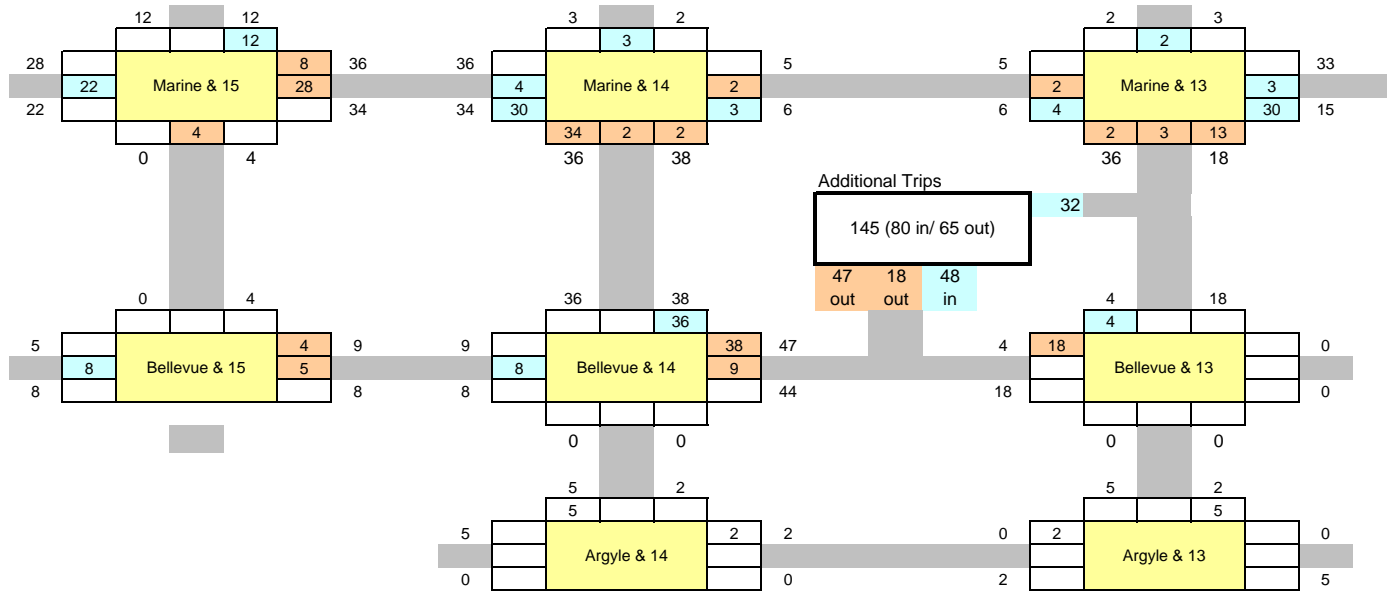 12 12 3 2 2 3
12 3 2
28 8 36 36 5 5 33
22 Marine & 15 28 4 Marine & 14 2 2 Marine & 13 3
22 34 34 30 3 6 6 4 30 15
4 34 2 2 2 3 13
0 4 36 38 36 18
Additional Trips
32
145 (80 in/ 65 out)
47 18 48
out out in
0 4 36 38 4 18
36 4
5 4 9 9 38 47 4 18 0
8 Bellevue & 15 5 8 Bellevue & 14 9 Bellevue & 13
8 8 8 44 18 0
0 0 0 0
5 2 5 2
5 5
5 2 2 0 2 0
Argyle & 14 Argyle & 13
0 0 2 5